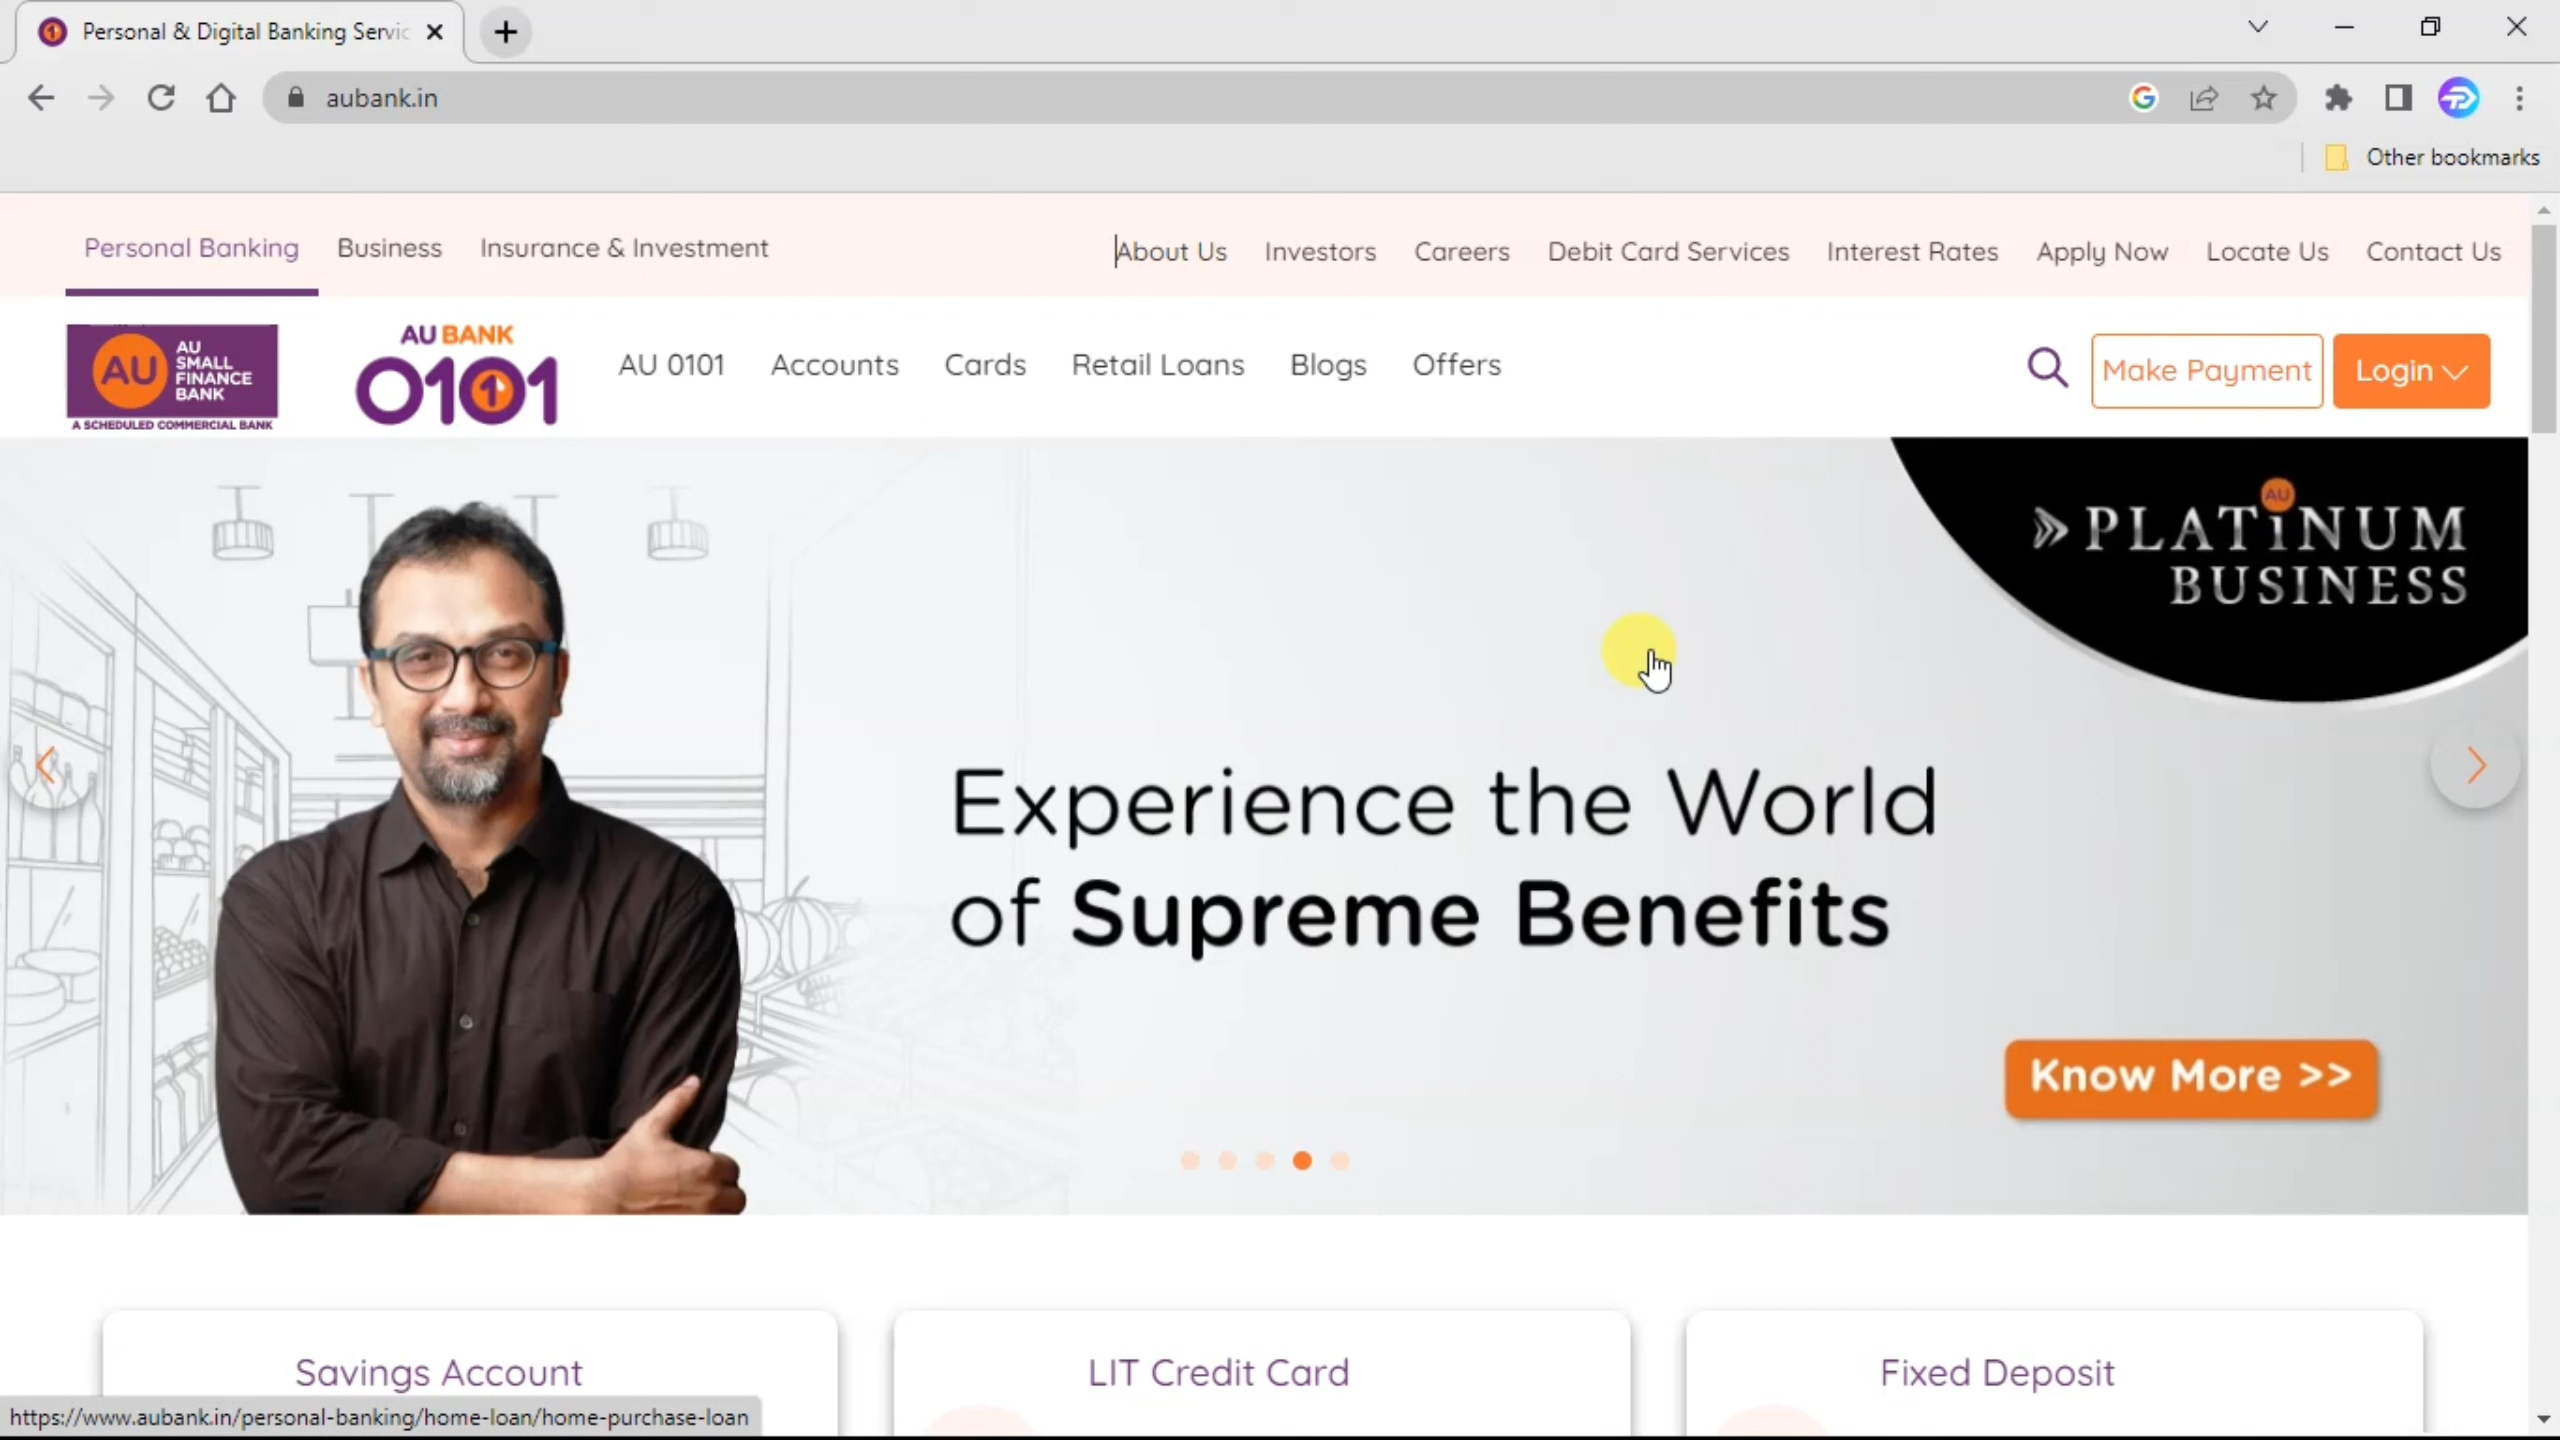 Personal & Digital Banking Servic
aubank.in
Other bookmarks
Personal Banking Business Insurance & Investment About Us Investors Careers Debit Card Services Interest Rates Apply Now Locate Us Contact Us
AU
AU
SMALL
FINANCE
BANK
A SCHEDULED COMMERCIAL BANK
AU BANK
0101
AU 0101 Accounts Cards Retail Loans Blogs Offers
Make Payment Login
AU
PLATiNUM
BUSINESS
Experience the World
of Supreme Benefits
Know More >>
Savings Account LIT Credit Card Fixed Deposit
https://www.aubank.in/personal-banking/home-loan/home-purchase-loan